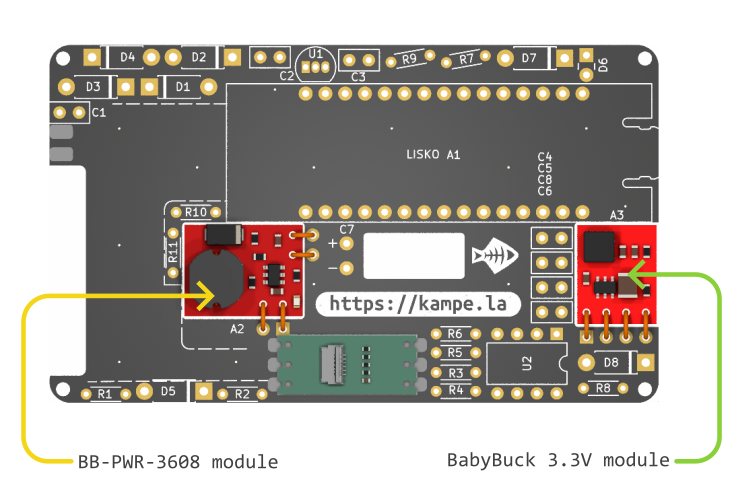 D4 D2 U1 R9 R7 D7 D6
C2 C3
D3 D1
C1
LISKO A1
C4
C5
C8
C6
R10 C7 A3
R11 + 
−
https://kampe.la
A2 R6
R5 U2
R3 D8
R4 R8
R1 D5 R2
BB-PWR-3608 module
BabyBuck 3.3V module